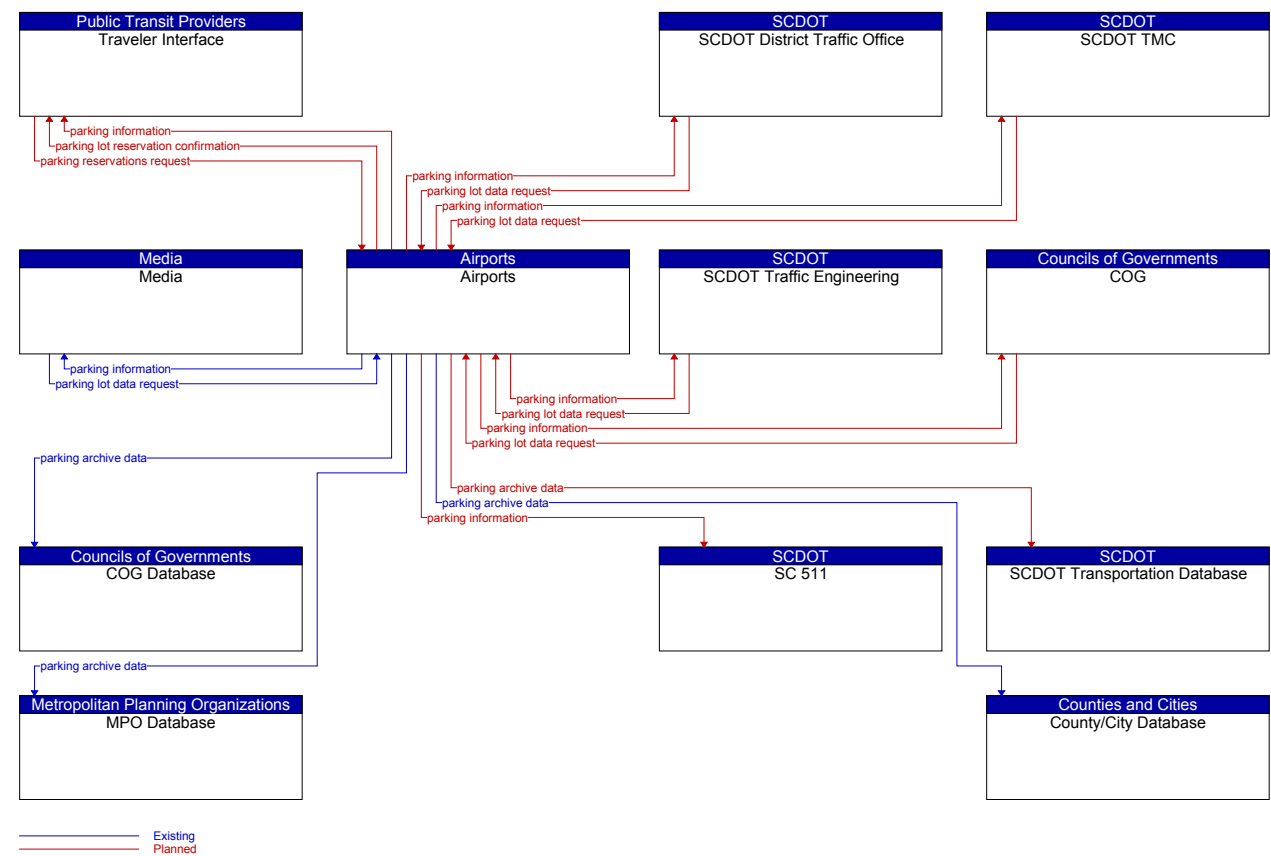 Public Transit Providers
Traveler Interface
SCDOT
SCDOT District Traffic Office
SCDOT
SCDOT TMC
parking information
parking lot reservation confirmation
parking reservations request
parking information
parking lot data request
parking information
parking lot data request
Media
Media
Airports
Airports
SCDOT
SCDOT Traffic Engineering
Councils of Governments
COG
parking information
parking lot data request
parking information
parking lot data request
parking information
parking lot data request
parking archive data
parking archive data
parking archive data
parking information
Councils of Governments
COG Database
SCDOT
SC 511
SCDOT
SCDOT Transportation Database
parking archive data
Metropolitan Planning Organizations
MPO Database
Counties and Cities
County/City Database
Existing
Planned